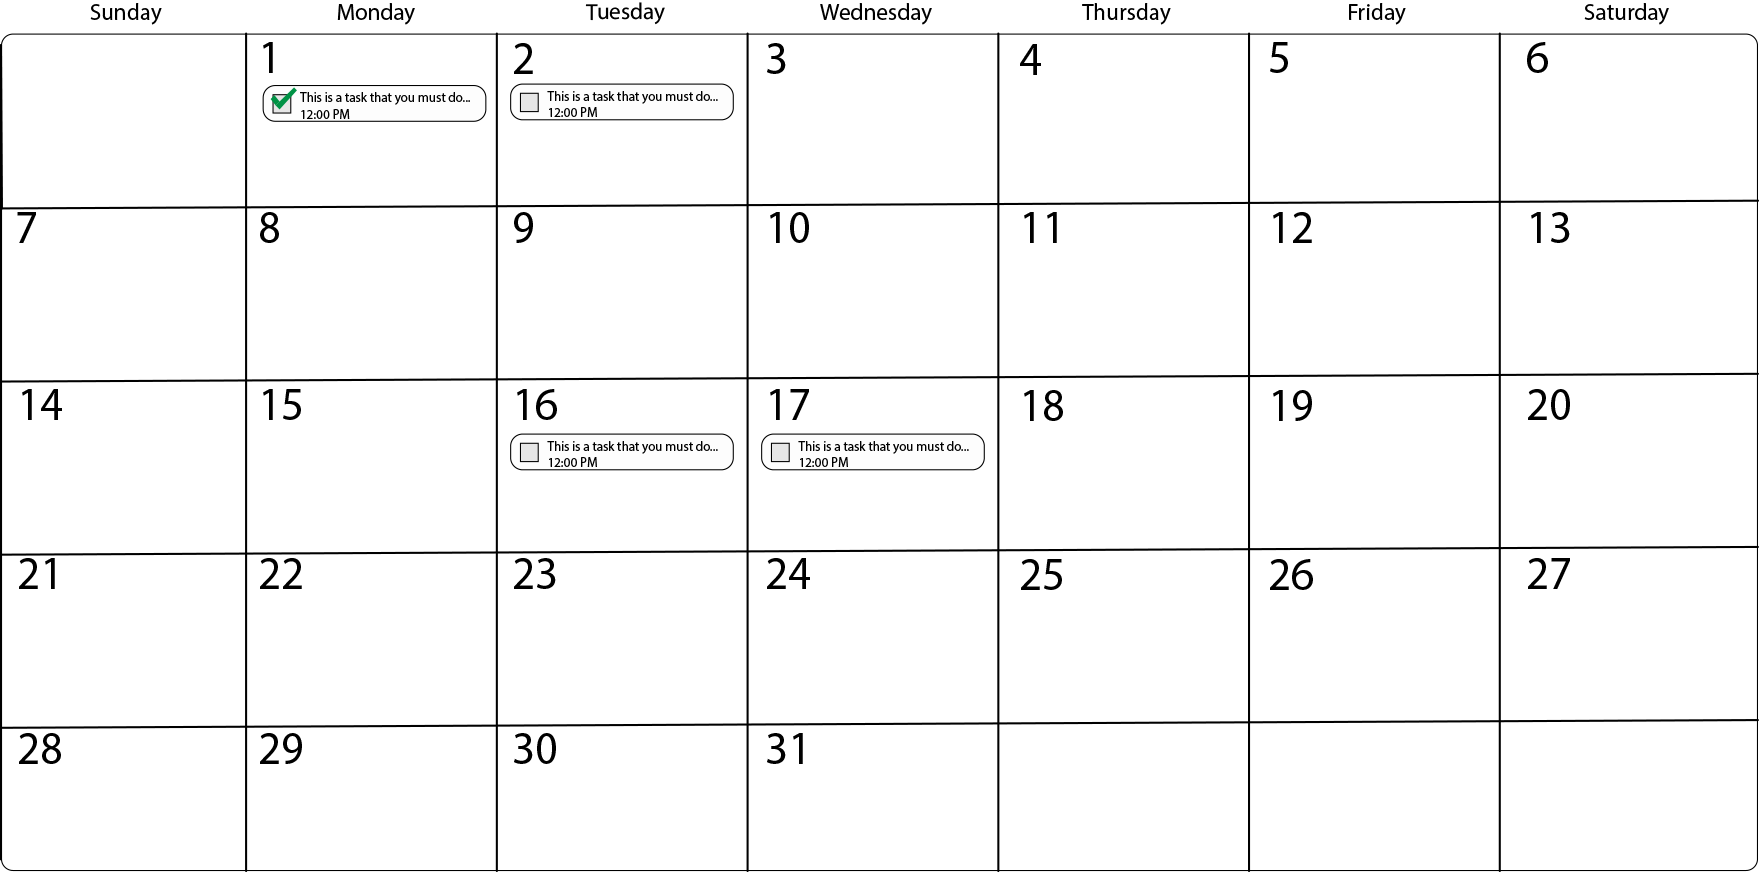 Sunday Monday Tuesday Wednesday Thursday Friday Saturday
1 2 3 4 5 6
This is a task that you must do... This is a task that you must do...
12:00 PM 12:00 PM
7 8 9 10 11 12 13
14 15 16 17 18 19 20
This is a task that you must do... This is a task that you must do...
12:00 PM 12:00 PM
21 22 23 24 25 26 27
28 29 30 31